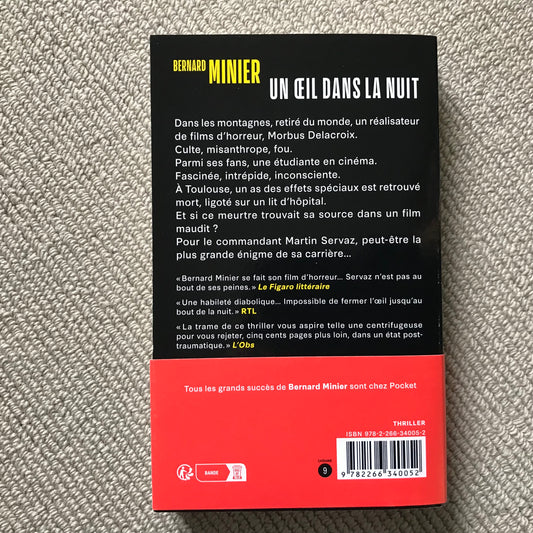 BERNARD MINIER
UN ŒIL DANS LA NUIT
Dans les montagnes, retiré du monde, un réalisateur
de films d'horreur, Morbus Delacroix.
Culte, misanthrope, fou.
Parmi ses fans, une étudiante en cinéma.
Fascinée, intrépide, inconsciente.
À Toulouse, un as des effets spéciaux est retrouvé
mort, ligoté sur un lit d'hôpital.
Et si ce meurtre trouvait sa source dans un film
maudit ?
Pour le commandant Martin Servaz, peut-être la
plus grande énigme de sa carrière…
« Bernard Minier se fait son film d'horreur… Servaz n'est pas au
bout de ses peines. » Le Figaro littéraire
« Une habileté diabolique… Impossible de fermer l'œil jusqu'au
bout de la nuit. » RTL
« La trame de ce thriller vous aspire telle une centrifugeuse
pour vous rejeter, cinq cents pages plus loin, dans un état post-
traumatique. » L'Obs
Tous les grands succès de Bernard Minier sont chez Pocket
THRILLER
ISBN 978-2-266-34005-2
BANDE
CATÉGORIE
9
9 782266 340052